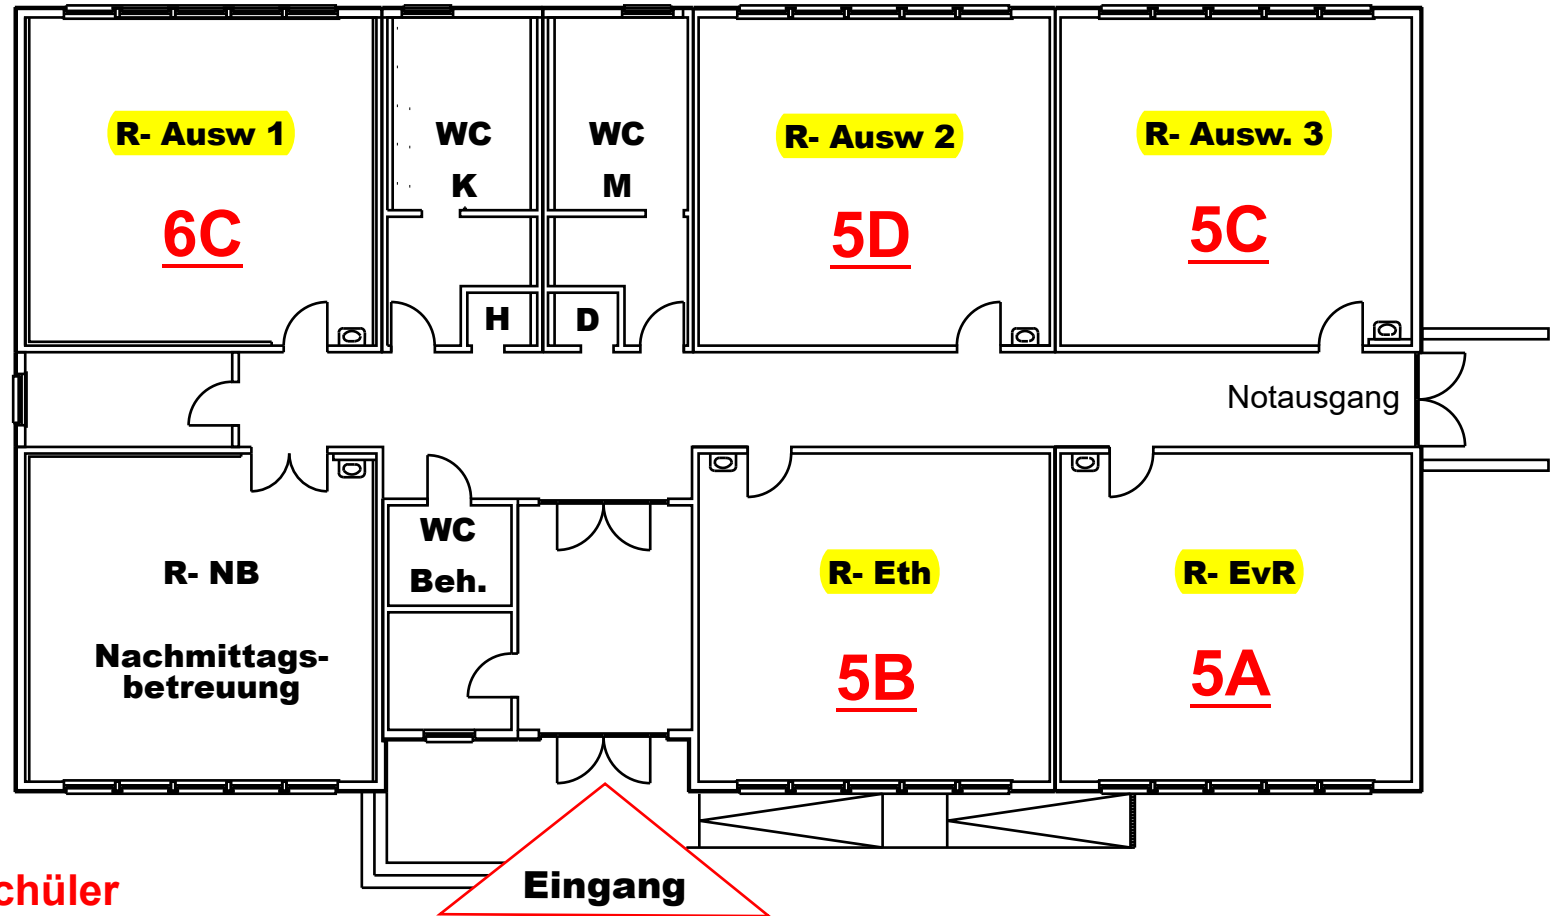 R- Ausw 1
6C
WC
K
WC
M
R- Ausw 2
5D
R- Ausw. 3
5C
H
D
Notausgang
R- NB
Nachmittags-
betreuung
WC
Beh.
R- Eth
5B
R- EvR
5A
Eingang
chüler